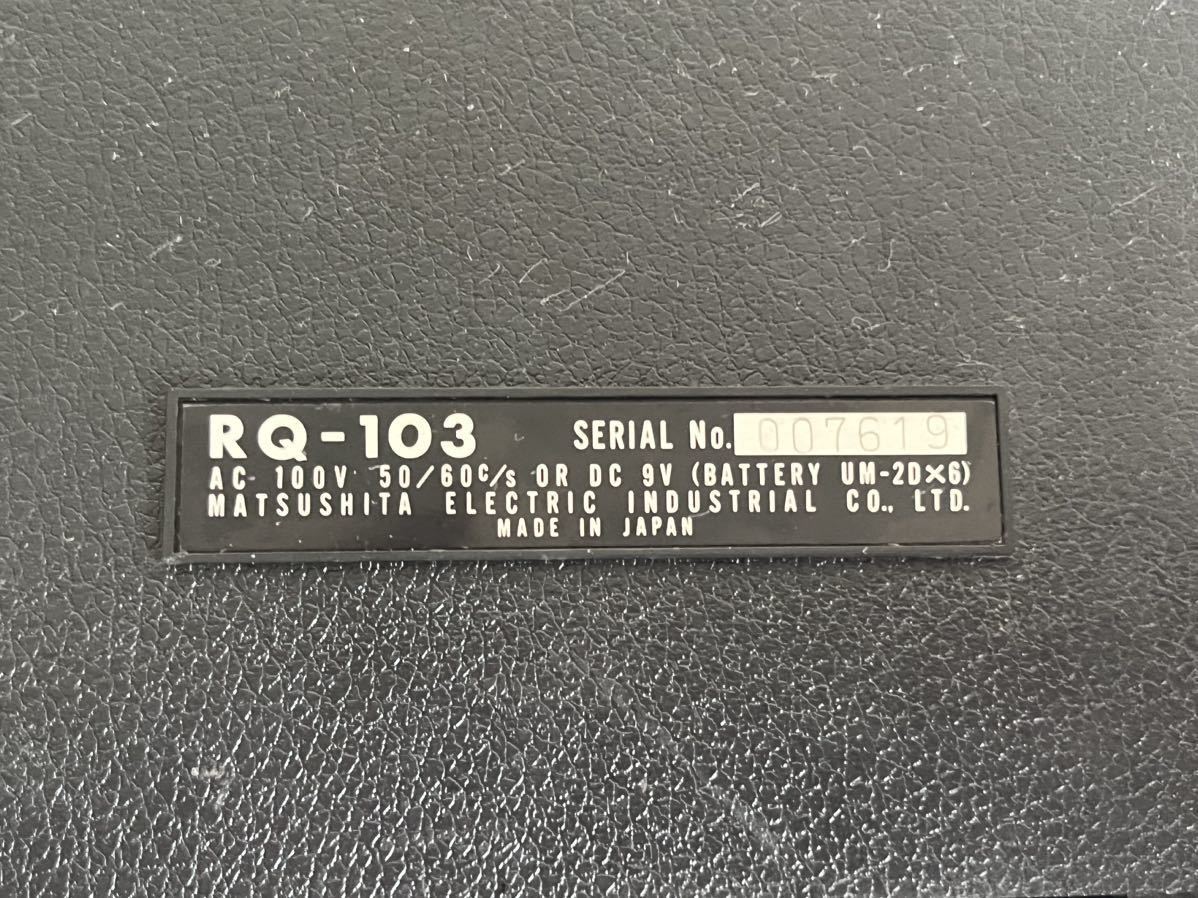 RQ-103 SERIAL No. 007619
AC 100V 50/60c/s OR DC 9V (BATTERY UM-2D×6)
MATSUSHITA ELECTRIC INDUSTRIAL CO., LTD.
MADE IN JAPAN